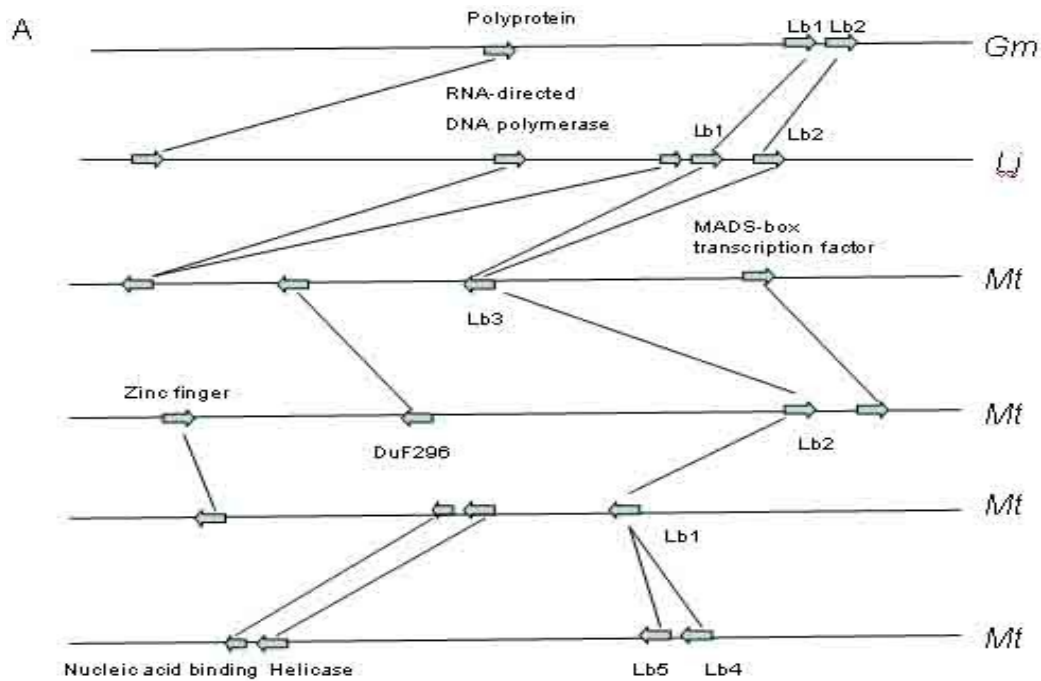 A
Polyprotein
Lb1 Lb2
Gm
RNA-directed
DNA polymerase
Lb1
Lb2
Lj
MADS-box
transcription factor
Mt
Lb3
Zinc finger
Mt
DuF296
Lb2
Mt
Lb1
Mt
Nucleic acid binding Helicase
Lb5
Lb4